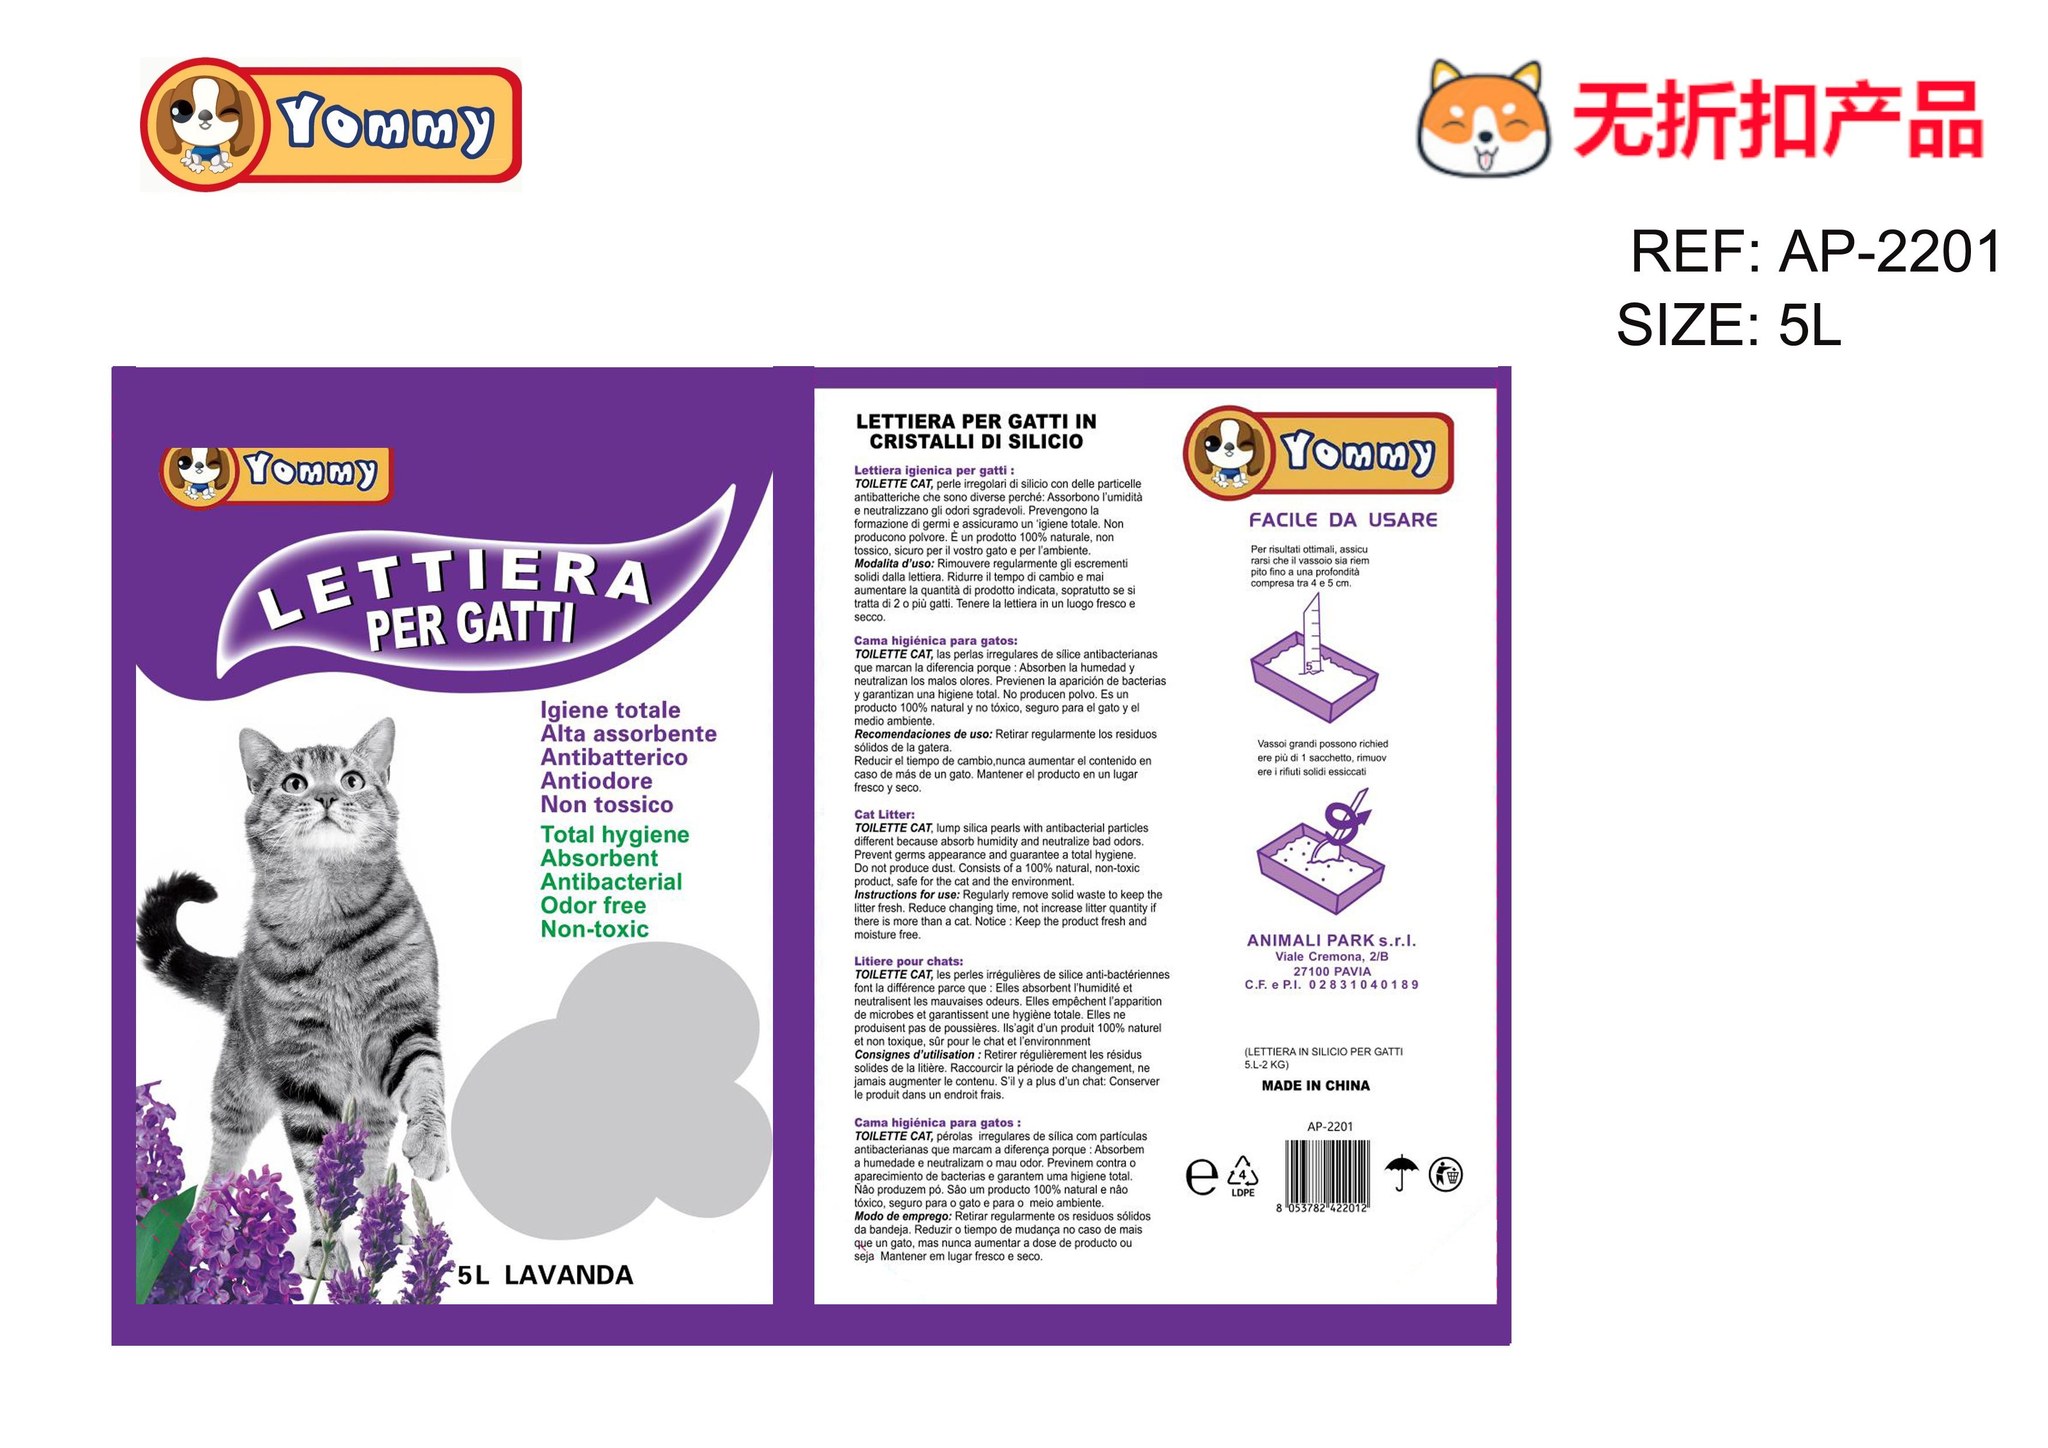 Yommy
无折扣产品
REF: AP-2201
SIZE: 5L
Yommy
LETTIERA
PER GATTI
Igiene totale
Alta assorbente
Antibatterico
Antiodore
Non tossico
Total hygiene
Absorbent
Antibacterial
Odor free
Non-toxic
5L LAVANDA
LETTIERA PER GATTI IN
CRISTALLI DI SILICIO
Lettiera igienica per gatti :
TOILETTE CAT, perle irregolari di silicio con delle particelle
antibatteriche che sono diverse perché: Assorbono l'umidità
e neutralizzano gli odori sgradevoli. Prevengono la
formazione di germi e assicuramo un 'igiene totale. Non
producono polvore. È un prodotto 100% naturale, non
tossico, sicuro per il vostro gato e per l'ambiente.
Modalita d'uso: Rimouvere regularmente gli escrementi
solidi dalla lettiera. Ridurre il tempo di cambio e mai
aumentare la quantità di prodotto indicata, sopratutto se si
tratta di 2 o più gatti. Tenere la lettiera in un luogo fresco e
secco.
Cama higiénica para gatos:
TOILETTE CAT, las perlas irregulares de sílice antibacterianas
que marcan la diferencia porque : Absorben la humedad y
neutralizan los malos olores. Previenen la aparición de bacterias
y garantizan una higiene total. No producen polvo. Es un
producto 100% natural y no tóxico, seguro para el gato y el
medio ambiente.
Recomendaciones de uso: Retirar regularmente los residuos
sólidos de la gatera.
Reducir el tiempo de cambio,nunca aumentar el contenido en
caso de más de un gato. Mantener el producto en un lugar
fresco y seco.
Cat Litter:
TOILETTE CAT, lump silica pearls with antibacterial particles
different because absorb humidity and neutralize bad odors.
Prevent germs appearance and guarantee a total hygiene.
Do not produce dust. Consists of a 100% natural, non-toxic
product, safe for the cat and the environment.
Instructions for use: Regularly remove solid waste to keep the
litter fresh. Reduce changing time, not increase litter quantity if
there is more than a cat. Notice : Keep the product fresh and
moisture free.
Litiere pour chats:
TOILETTE CAT, les perles irrégulières de silice anti-bactériennes
font la différence parce que : Elles absorbent l'humidité et
neutralisent les mauvaises odeurs. Elles empêchent l'apparition
de microbes et garantissent une hygiène totale. Elles ne
produisent pas de poussières. Ils'agit d'un produit 100% naturel
et non toxique, sûr pour le chat et l'environnment
Consignes d'utilisation : Retirer régulièrement les résidus
solides de la litière. Raccourcir la période de changement, ne
jamais augmenter le contenu. S'il y a plus d'un chat: Conserver
le produit dans un endroit frais.
Cama higiénica para gatos :
TOILETTE CAT, pérolas irregulares de sílica com partículas
antibacterianas que marcam a diferença porque : Absorbem
a humedade e neutralizam o mau odor. Previnem contra o
aparecimento de bacterias e garantem uma higiene total.
Ñâo produzem pó. Sâo um producto 100% natural e nâo
tóxico, seguro para o gato e para o meio ambiente.
Modo de emprego: Retirar regularmente os residuos sólidos
da bandeja. Reduzir o tiempo de mudança no caso de mais
que un gato, mas nunca aumentar a dose de producto ou
seja Mantener em lugar fresco e seco.
Yommy
FACILE DA USARE
Per risultati ottimali, assicu
rarsi che il vassoio sia riem
pito fino a una profondità
compresa tra 4 e 5 cm.
5
Vassoi grandi possono richied
ere più di 1 sacchetto, rimuov
ere i rifiuti solidi essiccati
ANIMALI PARK s.r.l.
Viale Cremona, 2/B
27100 PAVIA
C.F. e P.I. 02831040189
(LETTIERA IN SILICIO PER GATTI
5.L-2 KG)
MADE IN CHINA
AP-2201
e
4
LDPE
8 053782 422012